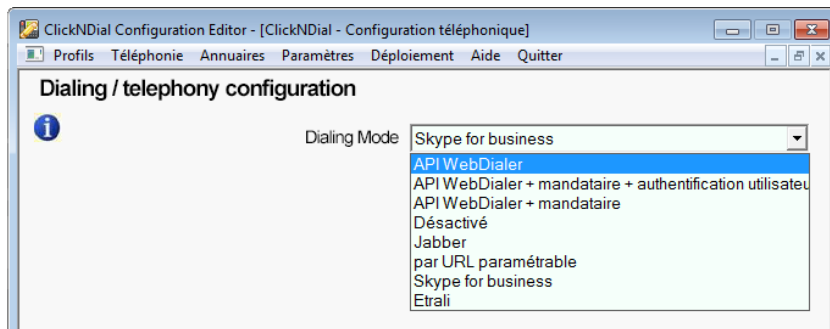 ClickNDial Configuration Editor - [ClickNDial - Configuration téléphonique]
Profils Téléphonie Annuaires Paramètres Déploiement Aide Quitter
Dialing / telephony configuration
Dialing Mode Skype for business
API WebDialer
API WebDialer + mandataire + authentification utilisateu
API WebDialer + mandataire
Désactivé
Jabber
par URL paramétrable
Skype for business
Etrali